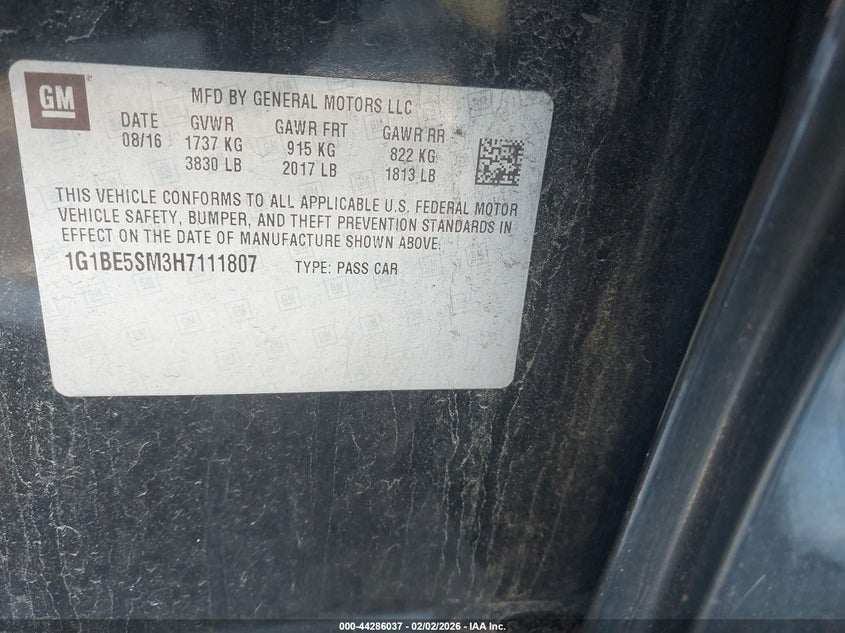 GM
MFD BY GENERAL MOTORS LLC
DATE GVWR GAWR FRT GAWR RR
08/16 1737 KG 915 KG 822 KG
3830 LB 2017 LB 1813 LB
THIS VEHICLE CONFORMS TO ALL APPLICABLE U.S. FEDERAL MOTOR
VEHICLE SAFETY, BUMPER, AND THEFT PREVENTION STANDARDS IN
EFFECT ON THE DATE OF MANUFACTURE SHOWN ABOVE.
1G1BE5SM3H7111807 TYPE: PASS CAR
000-44286037 - 02/02/2026 - IAA Inc.